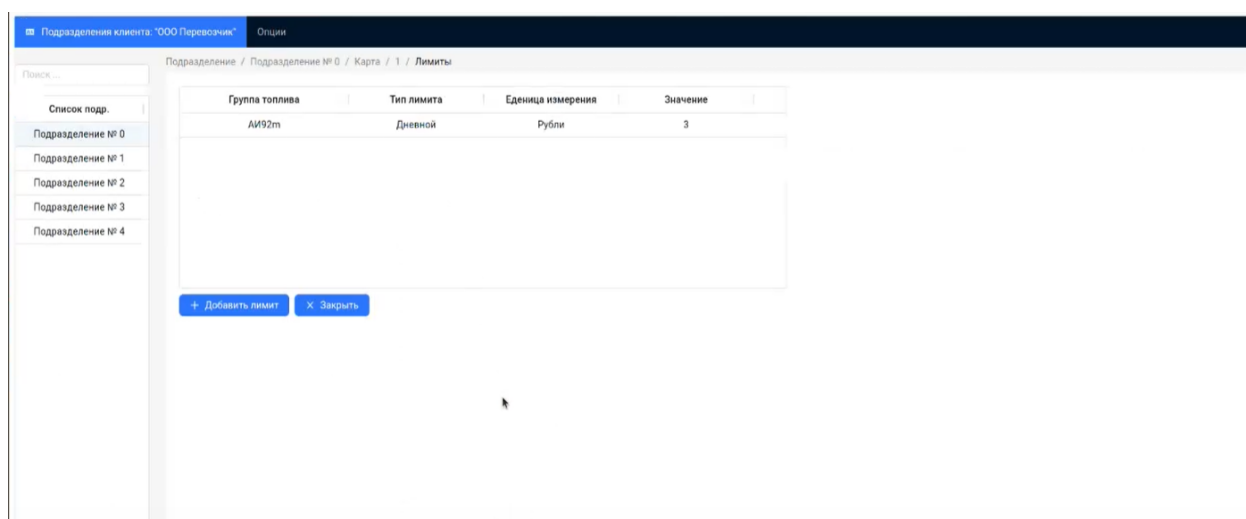 Подразделения клиента: "ООО Перевозчик" Опции
Подразделение / Подразделение № 0 / Карта / 1 / Лимиты
Поиск ...
Список подр.
Подразделение № 0
Подразделение № 1
Подразделение № 2
Подразделение № 3
Подразделение № 4
Группа топлива Тип лимита Еденица измерения Значение
АИ92m Дневной Рубли 3
+ Добавить лимит X Закрыть